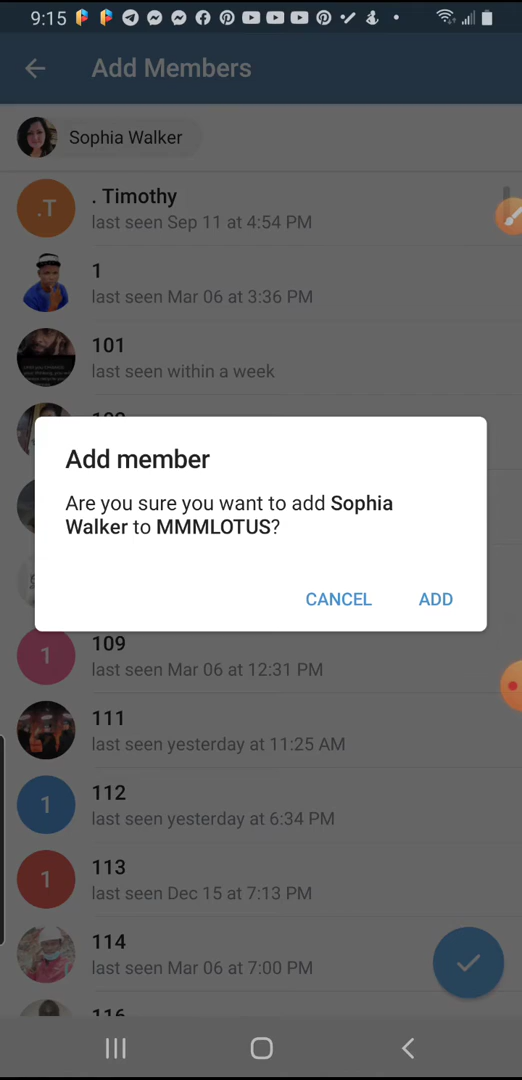 9:15
Add Members
Sophia Walker
.T
. Timothy
last seen Sep 11 at 4:54 PM
1
last seen Mar 06 at 3:36 PM
101
last seen within a week
Add member
Are you sure you want to add Sophia
Walker to MMMLOTUS?
CANCEL
ADD
1
109
last seen Mar 06 at 12:31 PM
111
last seen yesterday at 11:25 AM
1
112
last seen yesterday at 6:34 PM
1
113
last seen Dec 15 at 7:13 PM
114
last seen Mar 06 at 7:00 PM
116